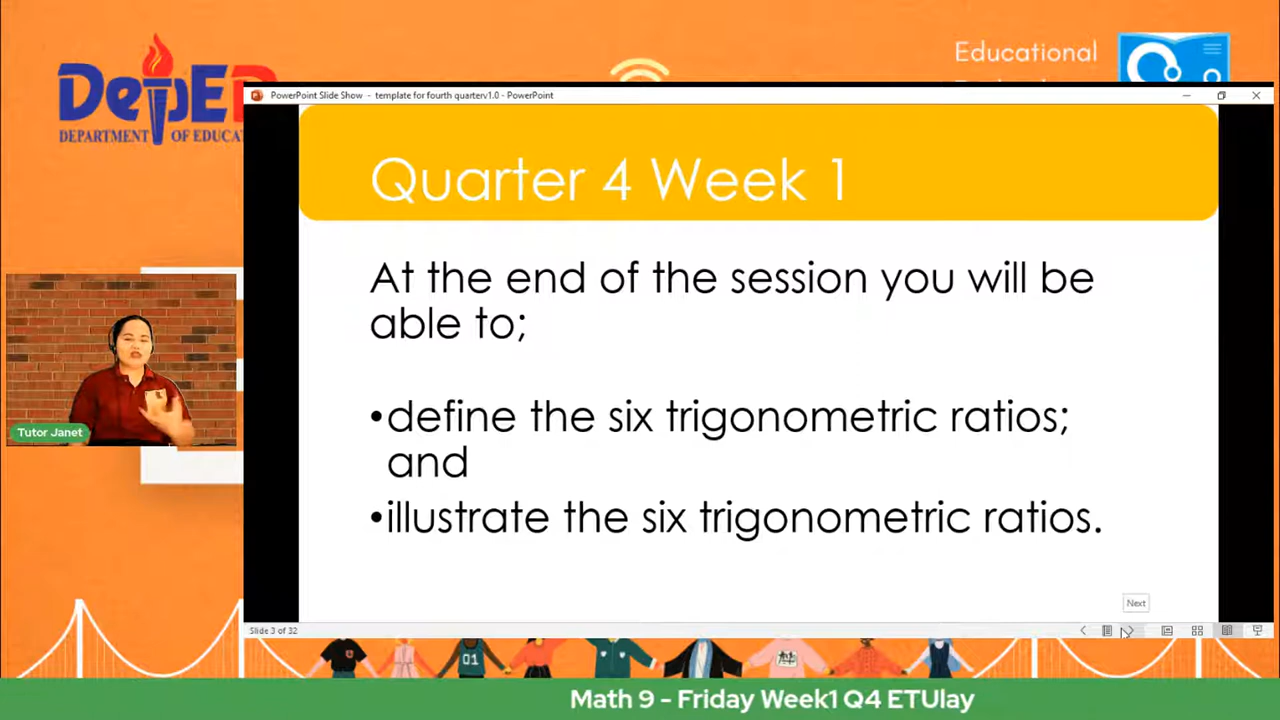 Educational
DepED
DEPARTMENT OF EDUCA
PowerPoint Slide Show - template for fourth quarterv1.0 - PowerPoint
Quarter 4 Week 1
At the end of the session you will be
able to;
•define the six trigonometric ratios;
and
•illustrate the six trigonometric ratios.
Tutor Janet
Next
Slide 3 of 32
01
Math 9 - Friday Week1 Q4 ETUlay